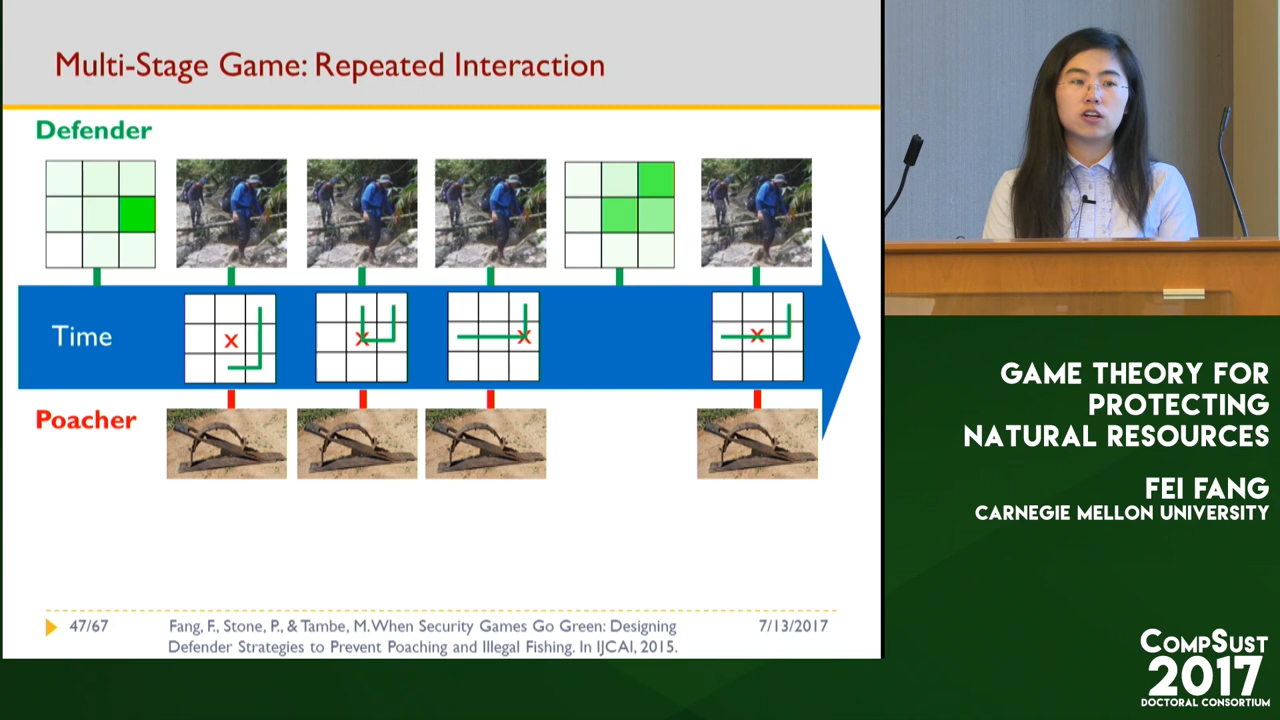 Multi-Stage Game: Repeated Interaction
Defender
Time
x
x
x
x
Poacher
47/67
Fang, F., Stone, P., & Tambe, M. When Security Games Go Green: Designing
Defender Strategies to Prevent Poaching and Illegal Fishing. In IJCAI, 2015.
7/13/2017
GAME THEORY FOR
PROTECTING
NATURAL RESOURCES
FEI FANG
CARNEGIE MELLON UNIVERSITY
COMPSUST
2017
DOCTORAL CONSORTIUM